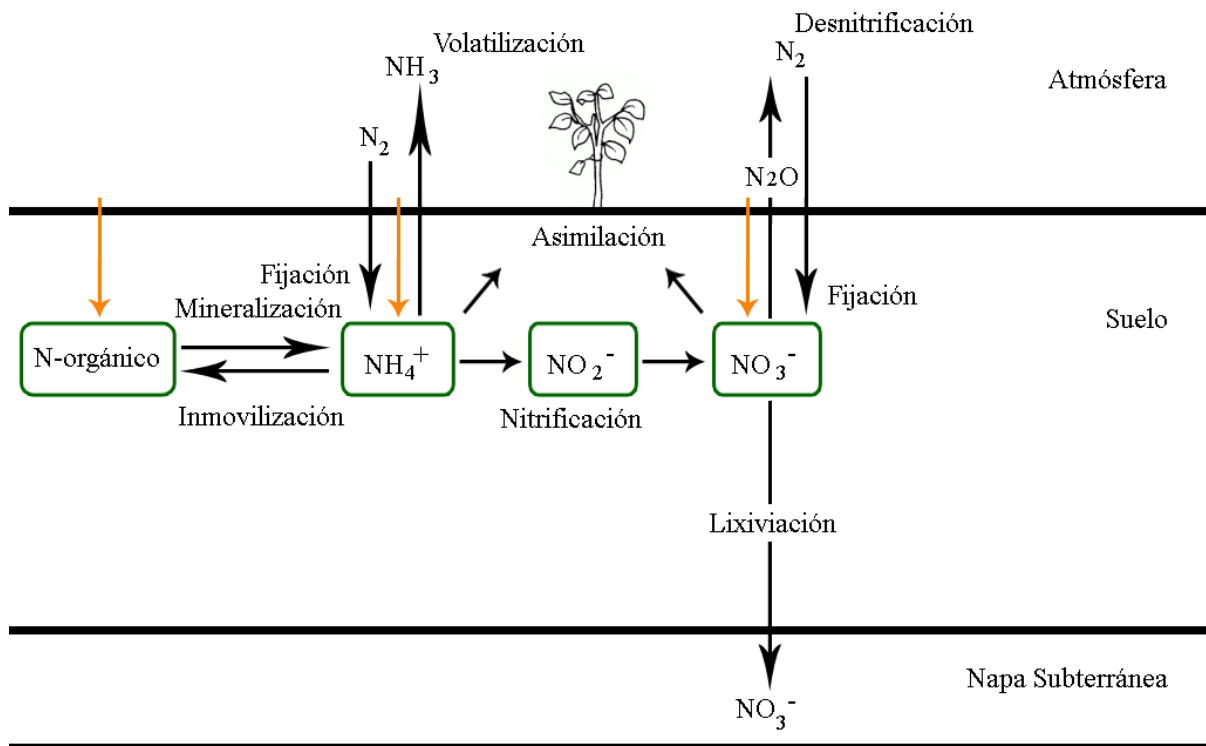 Desnitrificación
Volatilización
N₂
NH₃
Atmósfera
N₂
N2O
Asimilación
Fijación
Fijación
Mineralización
Suelo
N-orgánico
NH₄⁺
NO₂⁻
NO₃⁻
Inmovilización
Nitrificación
Lixiviación
Napa Subterránea
NO₃⁻